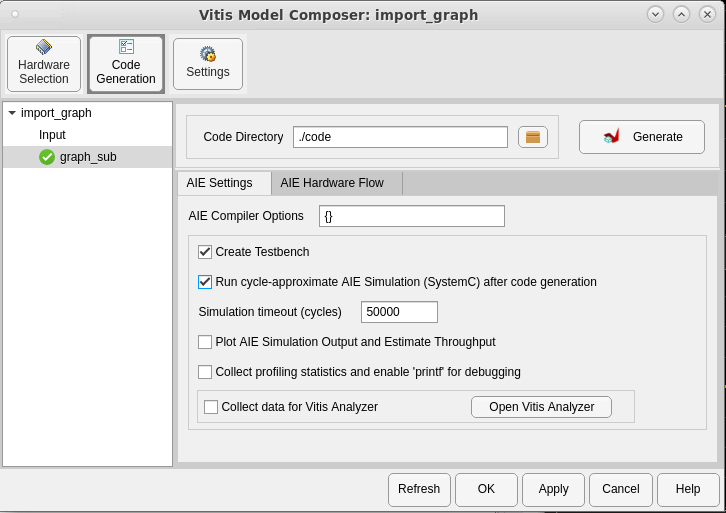 Vitis Model Composer: import_graph
Hardware
Selection
Code
Generation
Settings
import_graph
Input
graph_sub
Code Directory
./code
Generate
AIE Settings
AIE Hardware Flow
AIE Compiler Options
{}
Create Testbench
Run cycle-approximate AIE Simulation (SystemC) after code generation
Simulation timeout (cycles)
50000
Plot AIE Simulation Output and Estimate Throughput
Collect profiling statistics and enable 'printf' for debugging
Collect data for Vitis Analyzer
Open Vitis Analyzer
Refresh
OK
Apply
Cancel
Help